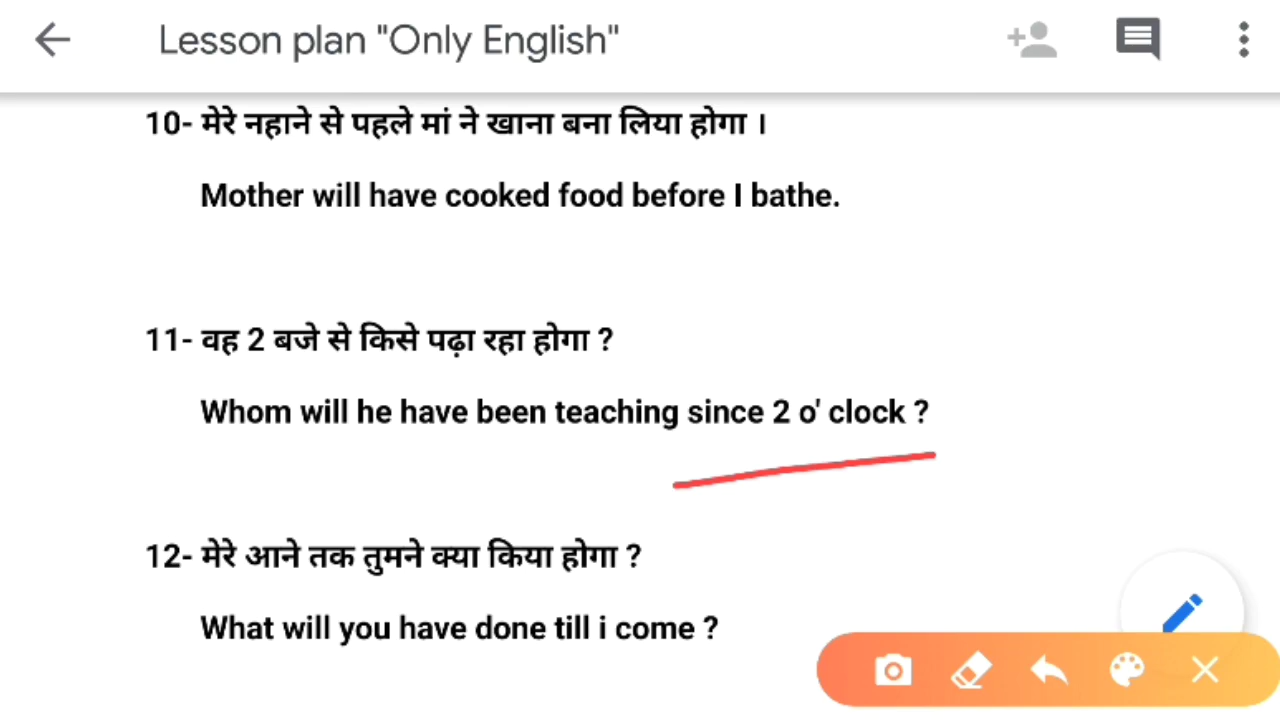 Lesson plan "Only English"
10- मेरे नहाने से पहले मां ने खाना बना लिया होगा ।
Mother will have cooked food before I bathe.
11- वह 2 बजे से किसे पढ़ा रहा होगा ?
Whom will he have been teaching since 2 o' clock ?
12- मेरे आने तक तुमने क्या किया होगा ?
What will you have done till i come ?